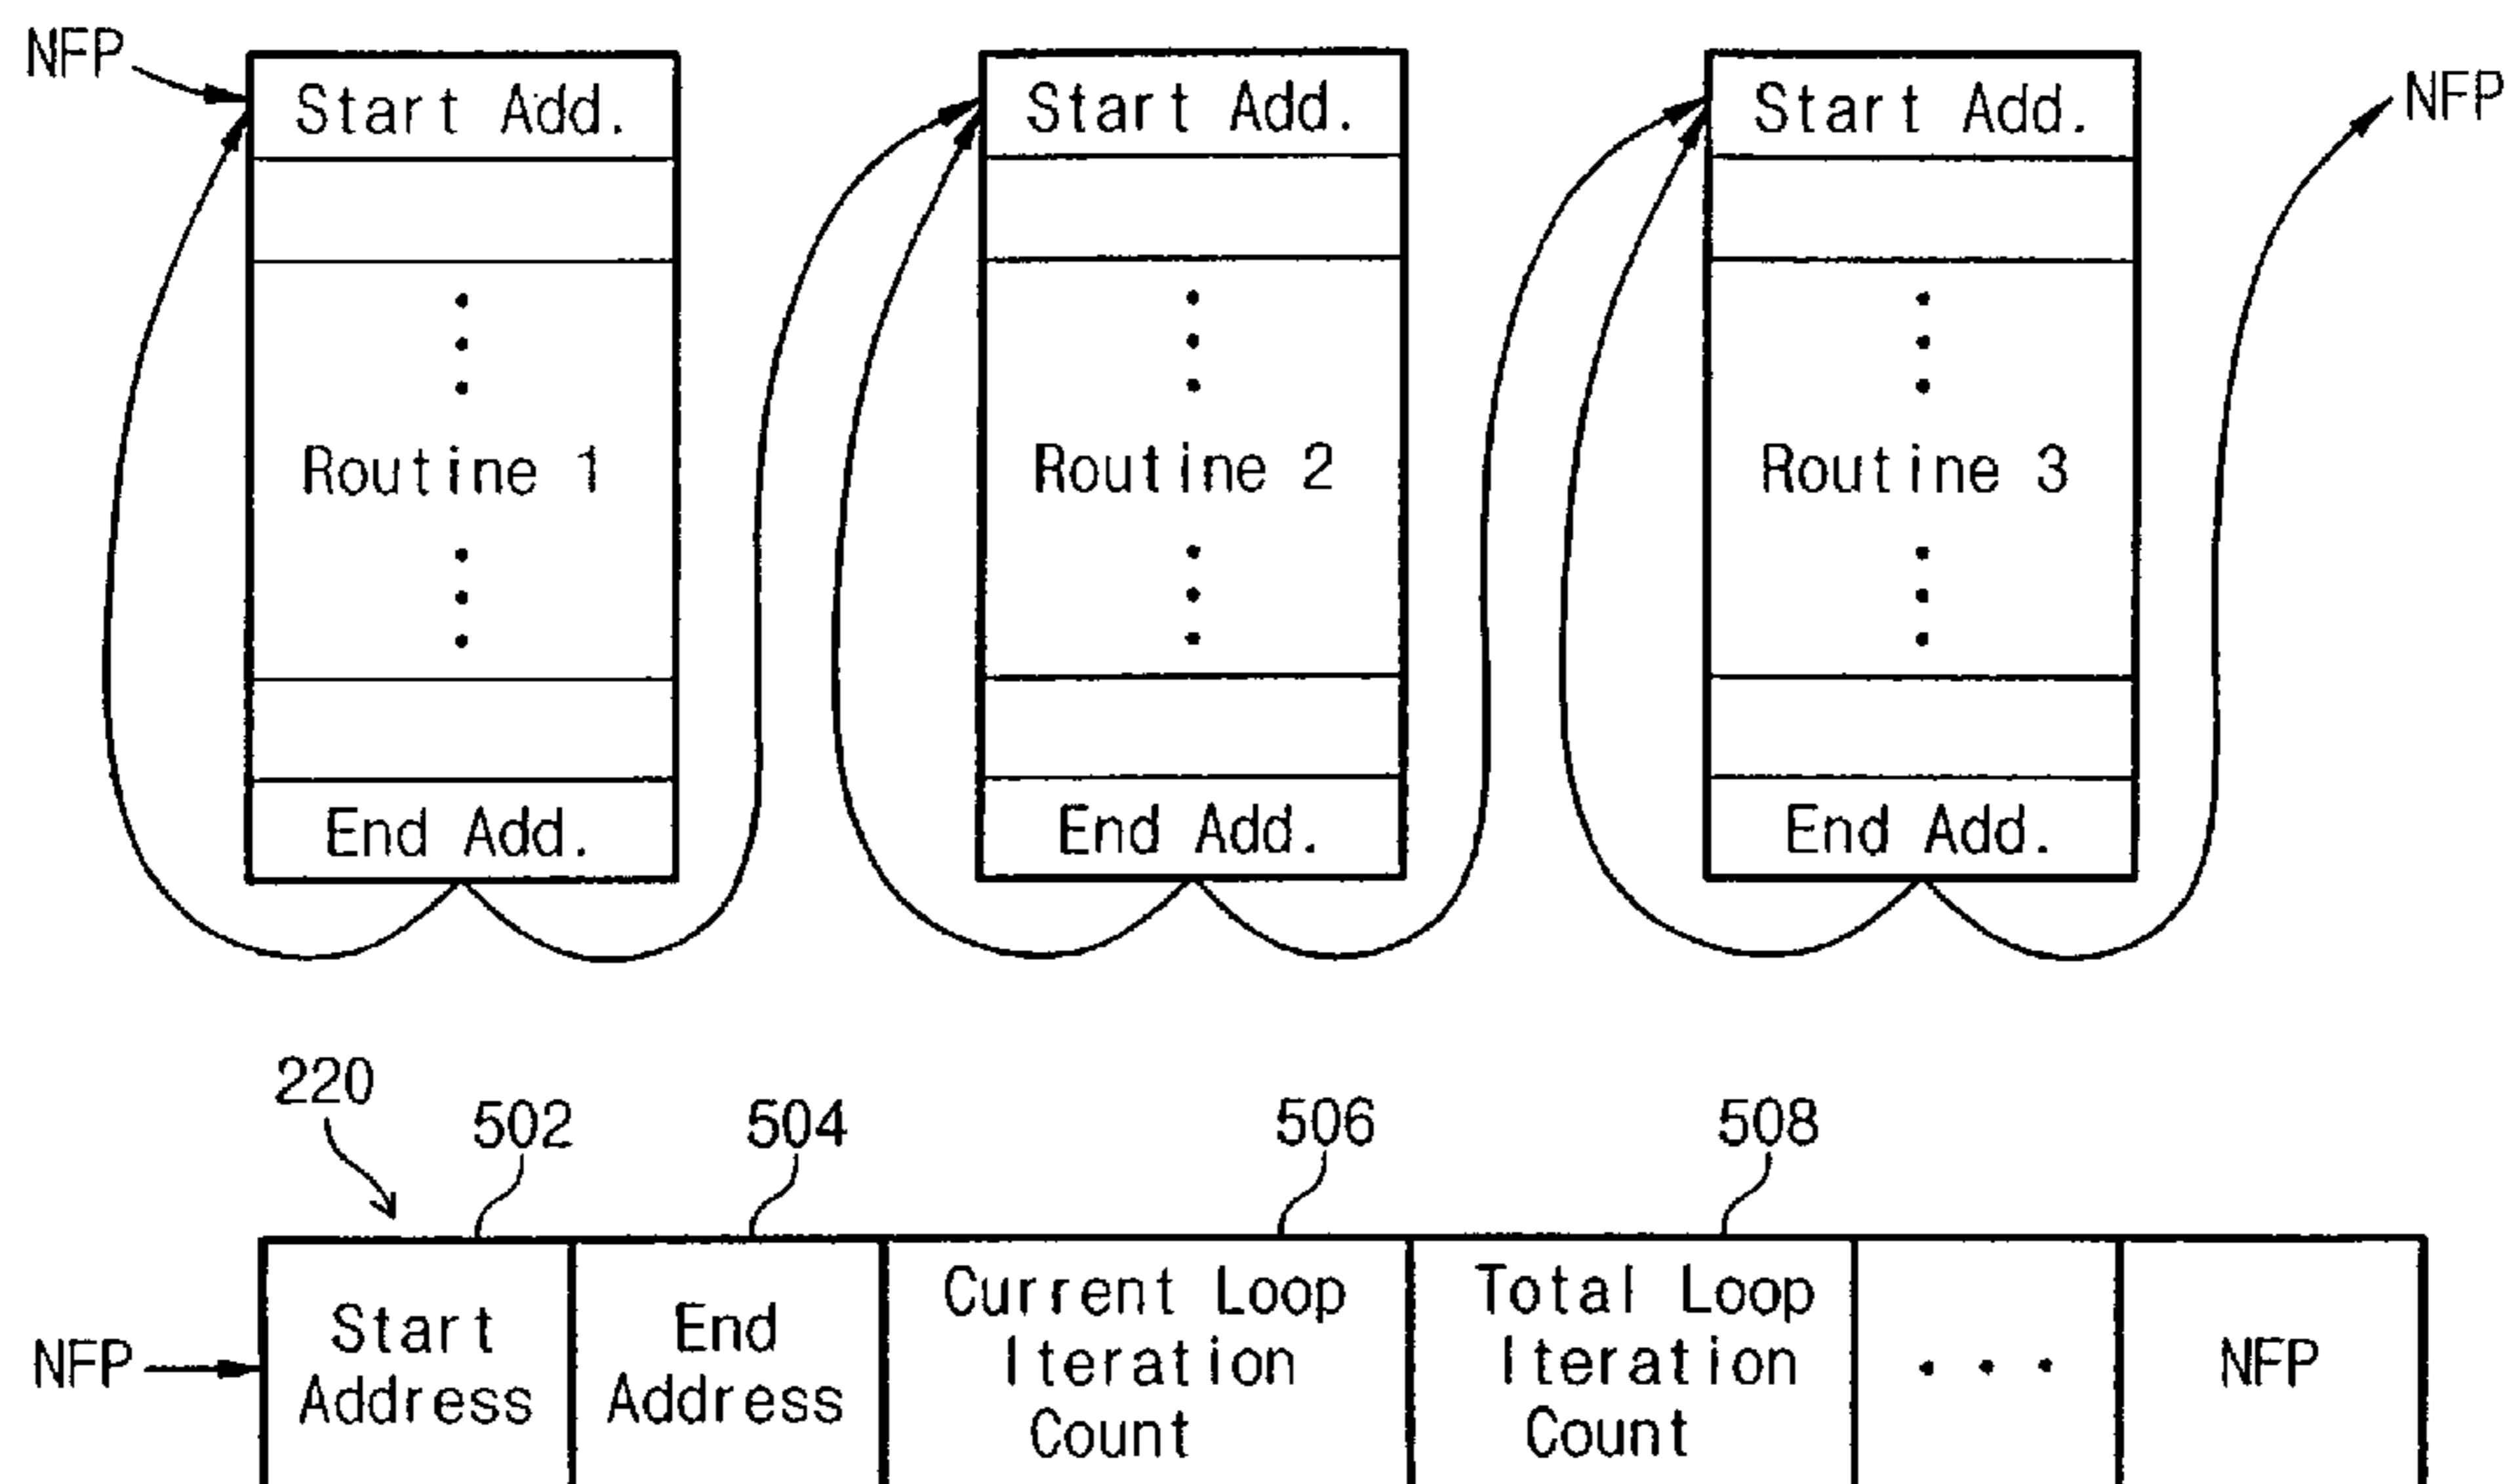 NFP
Start Add.
Start Add.
Start Add.
NFP
Routine 1
Routine 2
Routine 3
End Add.
End Add.
End Add.
220
502
504
506
508
NFP
Start
Address
End
Address
Current Loop
Iteration
Count
Total Loop
Iteration
Count
• • •
NFP